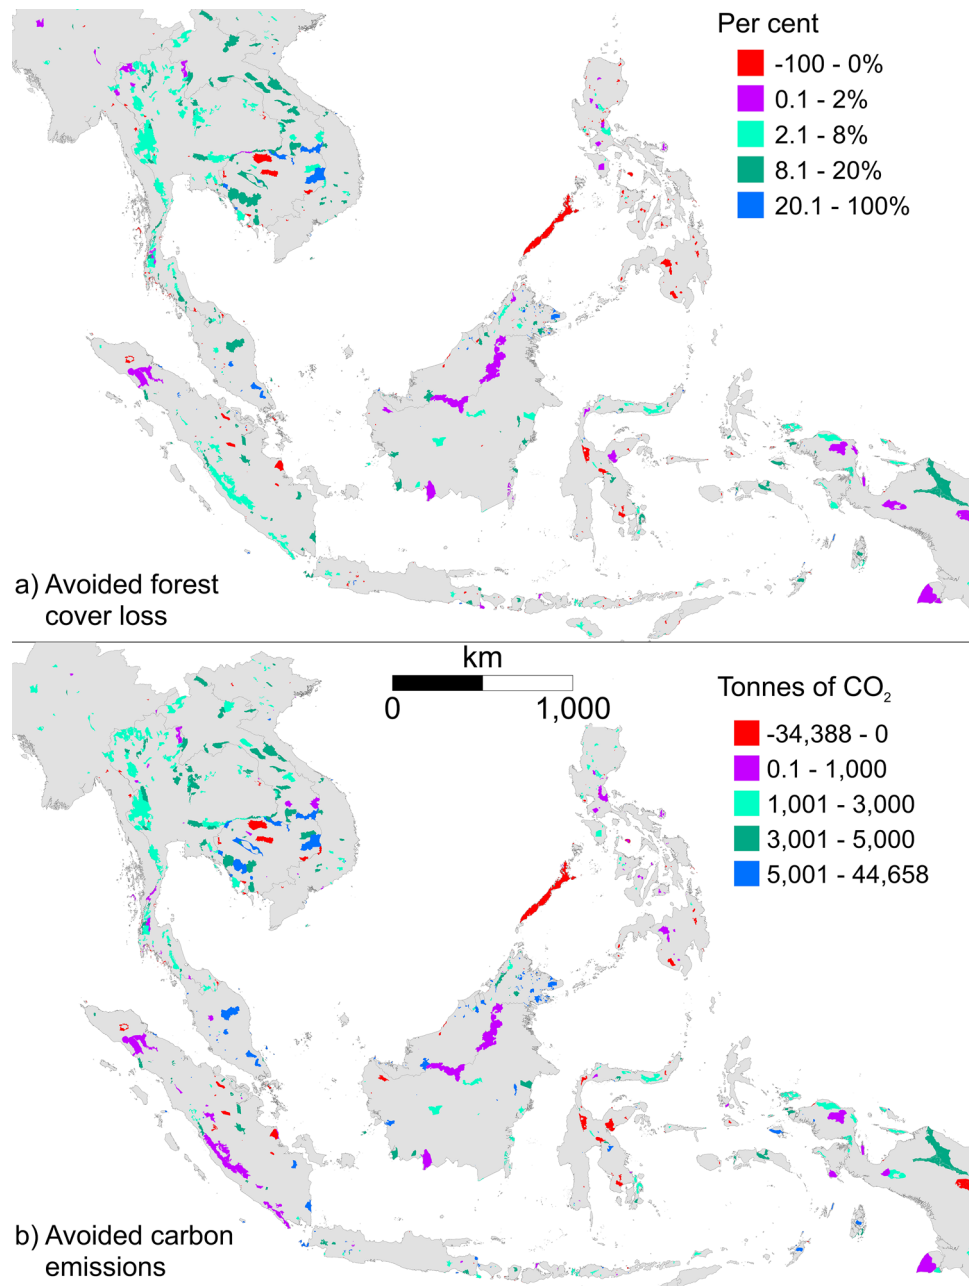 Per cent
-100 - 0%
0.1 - 2%
2.1 - 8%
8.1 - 20%
20.1 - 100%
a) Avoided forest
cover loss
km
0 1,000
Tonnes of CO₂
-34,388 - 0
0.1 - 1,000
1,001 - 3,000
3,001 - 5,000
5,001 - 44,658
b) Avoided carbon
emissions